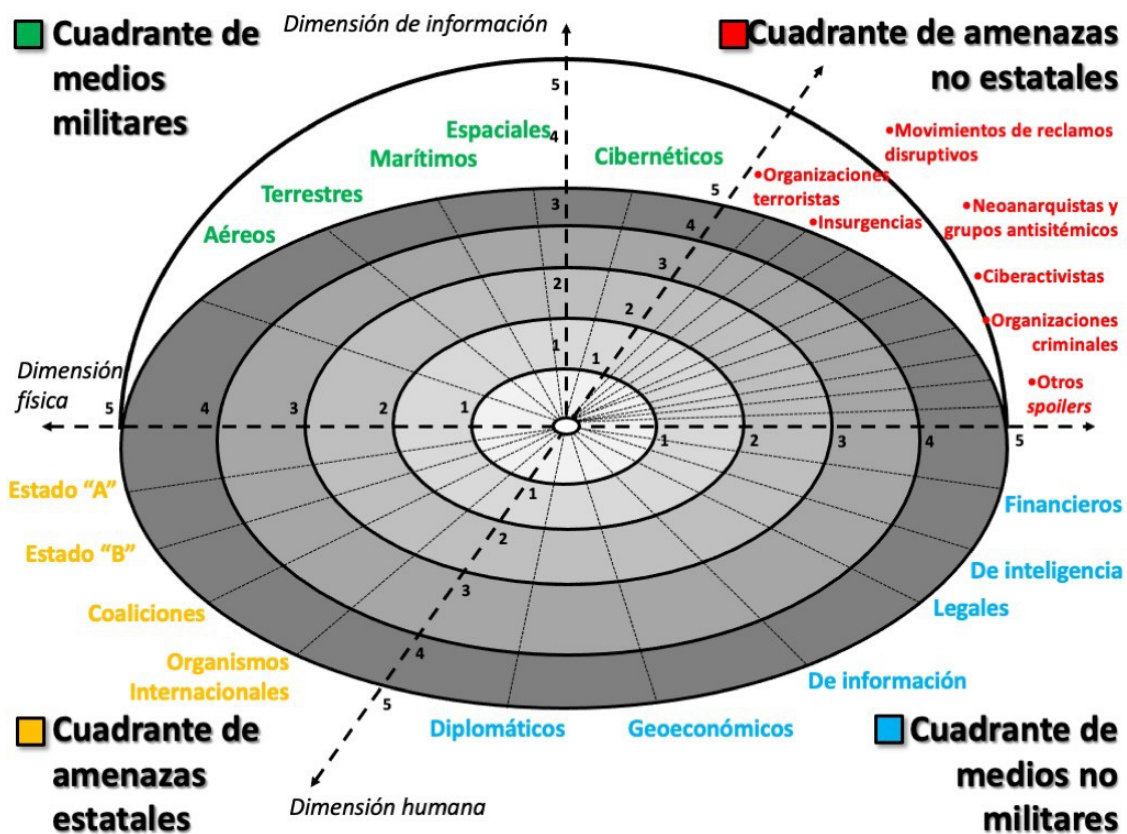 Cuadrante de
medios
militares
Dimensión de información
Cuadrante de amenazas
no estatales
5
4
3
2
1
Espaciales
Marítimos
Terrestres
Aéreos
Cibernéticos
5
4
3
2
1
•Movimientos de reclamos
disruptivos
•Organizaciones
terroristas
•Insurgencias
•Neoanarquistas y
grupos antisitémicos
•Ciberactivistas
•Organizaciones
criminales
•Otros
spoilers
Dimensión
física
5 4 3 2 1
1 2 3 4 5
Estado “A”
Estado “B”
Coaliciones
Organismos
Internacionales
1
2
3
4
5
Financieros
De inteligencia
Legales
De información
Geoeconómicos
Diplomáticos
Cuadrante de
amenazas
estatales
Dimensión humana
Cuadrante de
medios no
militares